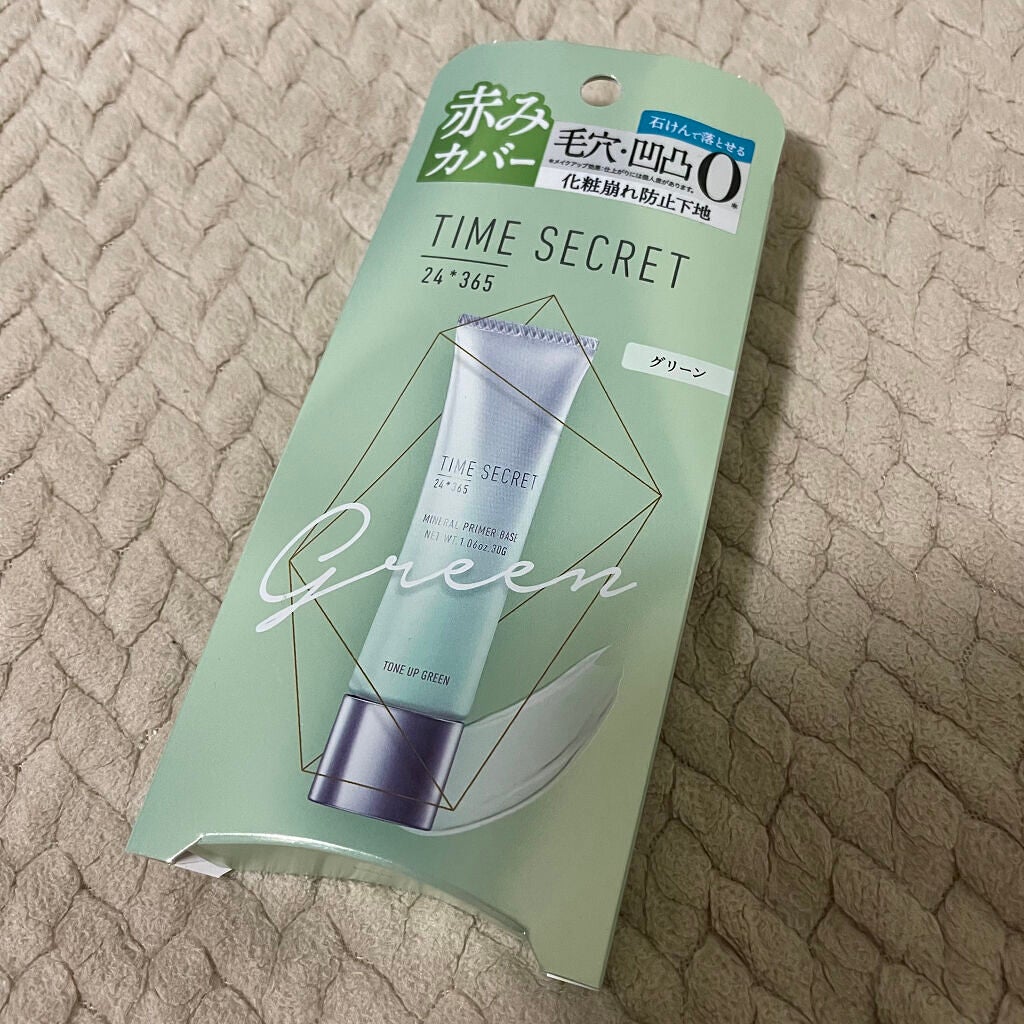 赤み
カバー
石けんで落とせる
毛穴・凹凸0※
※メイクアップ効果：仕上がりには個人差があります。
化粧崩れ防止下地
TIME SECRET
24*365
グリーン
TIME SECRET
24*365
MINERAL PRIMER BASE
NET WT.1.06oz.30G
Green
TONE UP GREEN